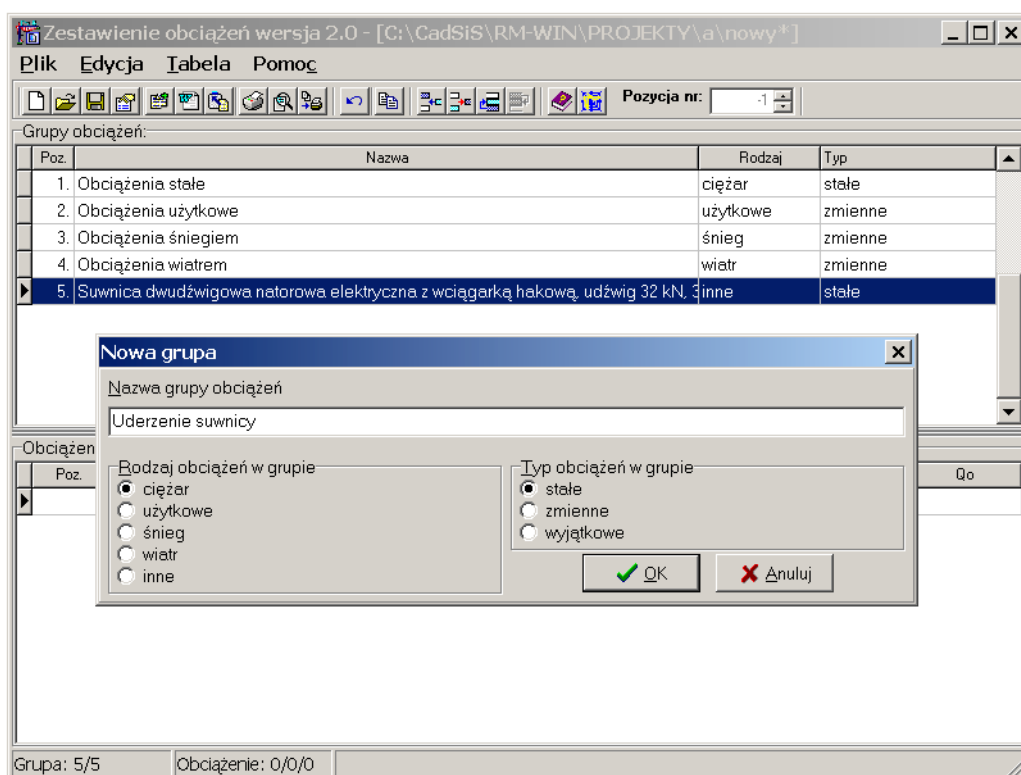 Zestawienie obciążeń wersja 2.0 - [C:\CadSiS\RM-WIN\PROJEKTY\a\nowy*]
Plik Edycja Tabela Pomoc
Pozycja nr: -1
Grupy obciążeń:
Poz. Nazwa Rodzaj Typ
1. Obciążenia stałe ciężar stałe
2. Obciążenia użytkowe użytkowe zmienne
3. Obciążenia śniegiem śnieg zmienne
4. Obciążenia wiatrem wiatr zmienne
5. Suwnica dwudźwigowa natorowa elektryczna z wciągarką hakową, udźwig 32 kN, inne stałe
Nowa grupa
Nazwa grupy obciążeń
Uderzenie suwnicy
Obciążen
Poz. Qo
Rodzaj obciążeń w grupie
ciężar
użytkowe
śnieg
wiatr
inne
Typ obciążeń w grupie
stałe
zmienne
wyjątkowe
OK Anuluj
Grupa: 5/5 Obciążenie: 0/0/0